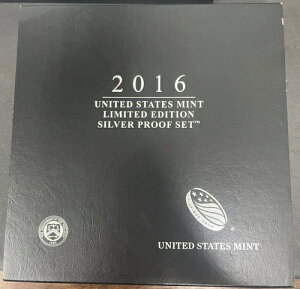 2016
UNITED STATES MINT
LIMITED EDITION
SILVER PROOF SET™
UNITED STATES MINT